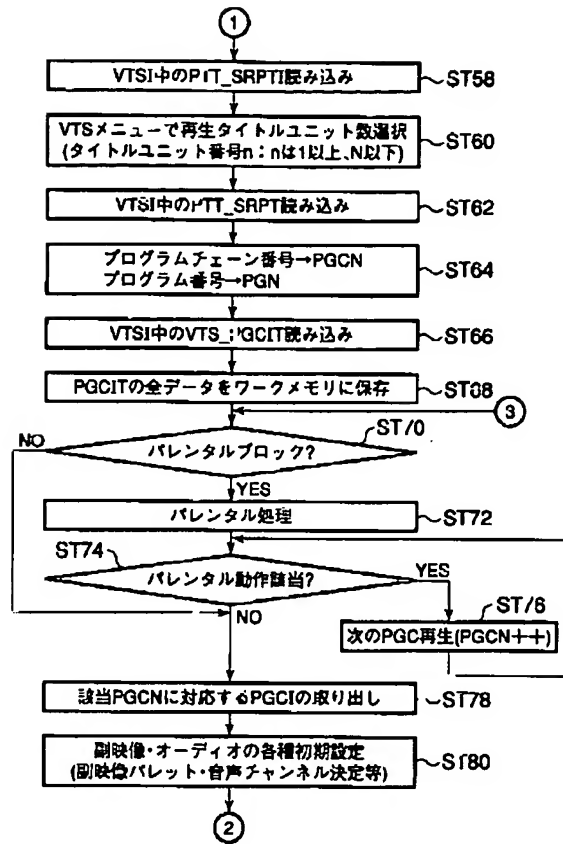 1
VTSI中のPTT_SRPTI読み込み
ST58
VTSメニューで再生タイトルユニット数選択
(タイトルユニット番号n：nは1以上、N以下)
ST60
VTSI中のPTT_SRPT読み込み
ST62
プログラムチェーン番号→PGCN
プログラム番号→PGN
ST64
VTSI中のVTS_PGCIT読み込み
ST66
PGCITの全データをワークメモリに保存
ST68
3
ST70
NO
パレンタルブロック?
YES
パレンタル処理
ST72
ST74
パレンタル動作該当?
YES
NO
ST76
次のPGC再生(PGCN++)
該当PGCNに対応するPGCIの取り出し
ST78
副映像・オーディオの各種初期設定
(副映像パレット・音声チャンネル決定等)
ST80
2